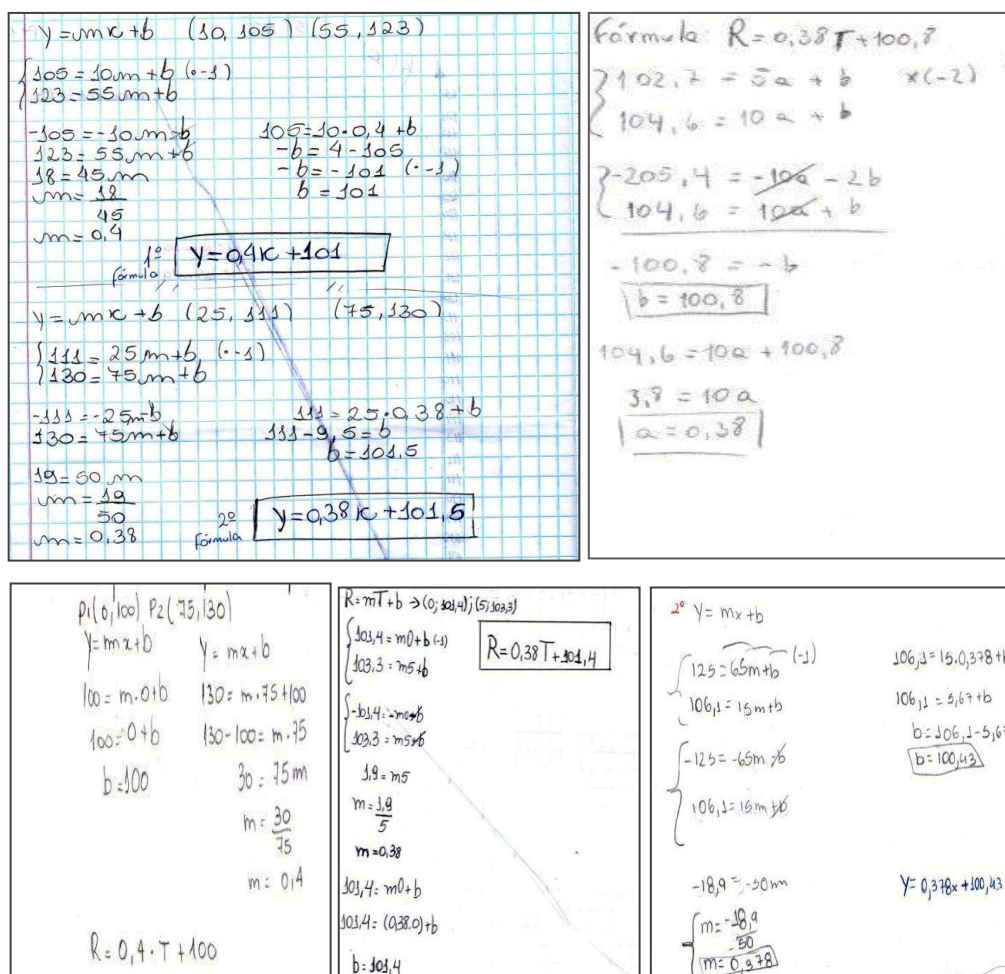 y=mx+b (10, 105) (55, 123)
105=10m+b (·-1)
123=55m+b
-105=-10m-b
123=55m+b
18=45m
m=18/45
m=0,4
105=10·0,4+b
-b=4-105
-b=-101 (·-1)
b=101
1º fórmula y=0,4x+101
y=mx+b (25, 111) (75, 130)
111=25m+b (·-1)
130=75m+b
-111=-25m-b
130=75m+b
19=50m
m=19/50
m=0,38
111=25·0,38+b
111-9,5=b
b=101,5
2º fórmula y=0,38x+101,5
Fórmula R=0,38T+100,8
102,7=5a+b ×(-2)
104,6=10a+b
-205,4=-10a-2b
104,6=10a+b
-100,8=-b
b=100,8
104,6=10a+100,8
3,8=10a
a=0,38
P1(0,100) P2(75,130)
y=mx+b
100=m·0+b
100=0+b
b=100
y=mx+b
130=m·75+100
130-100=m·75
30=75m
m=30/75
m=0,4
R=0,4·T+100
R=mT+b→(0;101,4);(5;103,3)
101,4=m0+b(-1)
103,3=m5+b
R=0,38T+101,4
-101,4=-m0-b
103,3=m5+b
1,9=m5
m=1,9/5
m=0,38
101,4=m0+b
101,4=(0,38.0)+b
b=101,4
2º y=mx+b
125=65m+b (-1)
106,1=15m+b
-125=-65m-b
106,1=15m+b
-18,9=-50m
m=-18,9/-50
m=0,378
106,1=15.0,378+b
106,1=5,67+b
b=106,1-5,67
b=100,43
y=0,378x+100,43